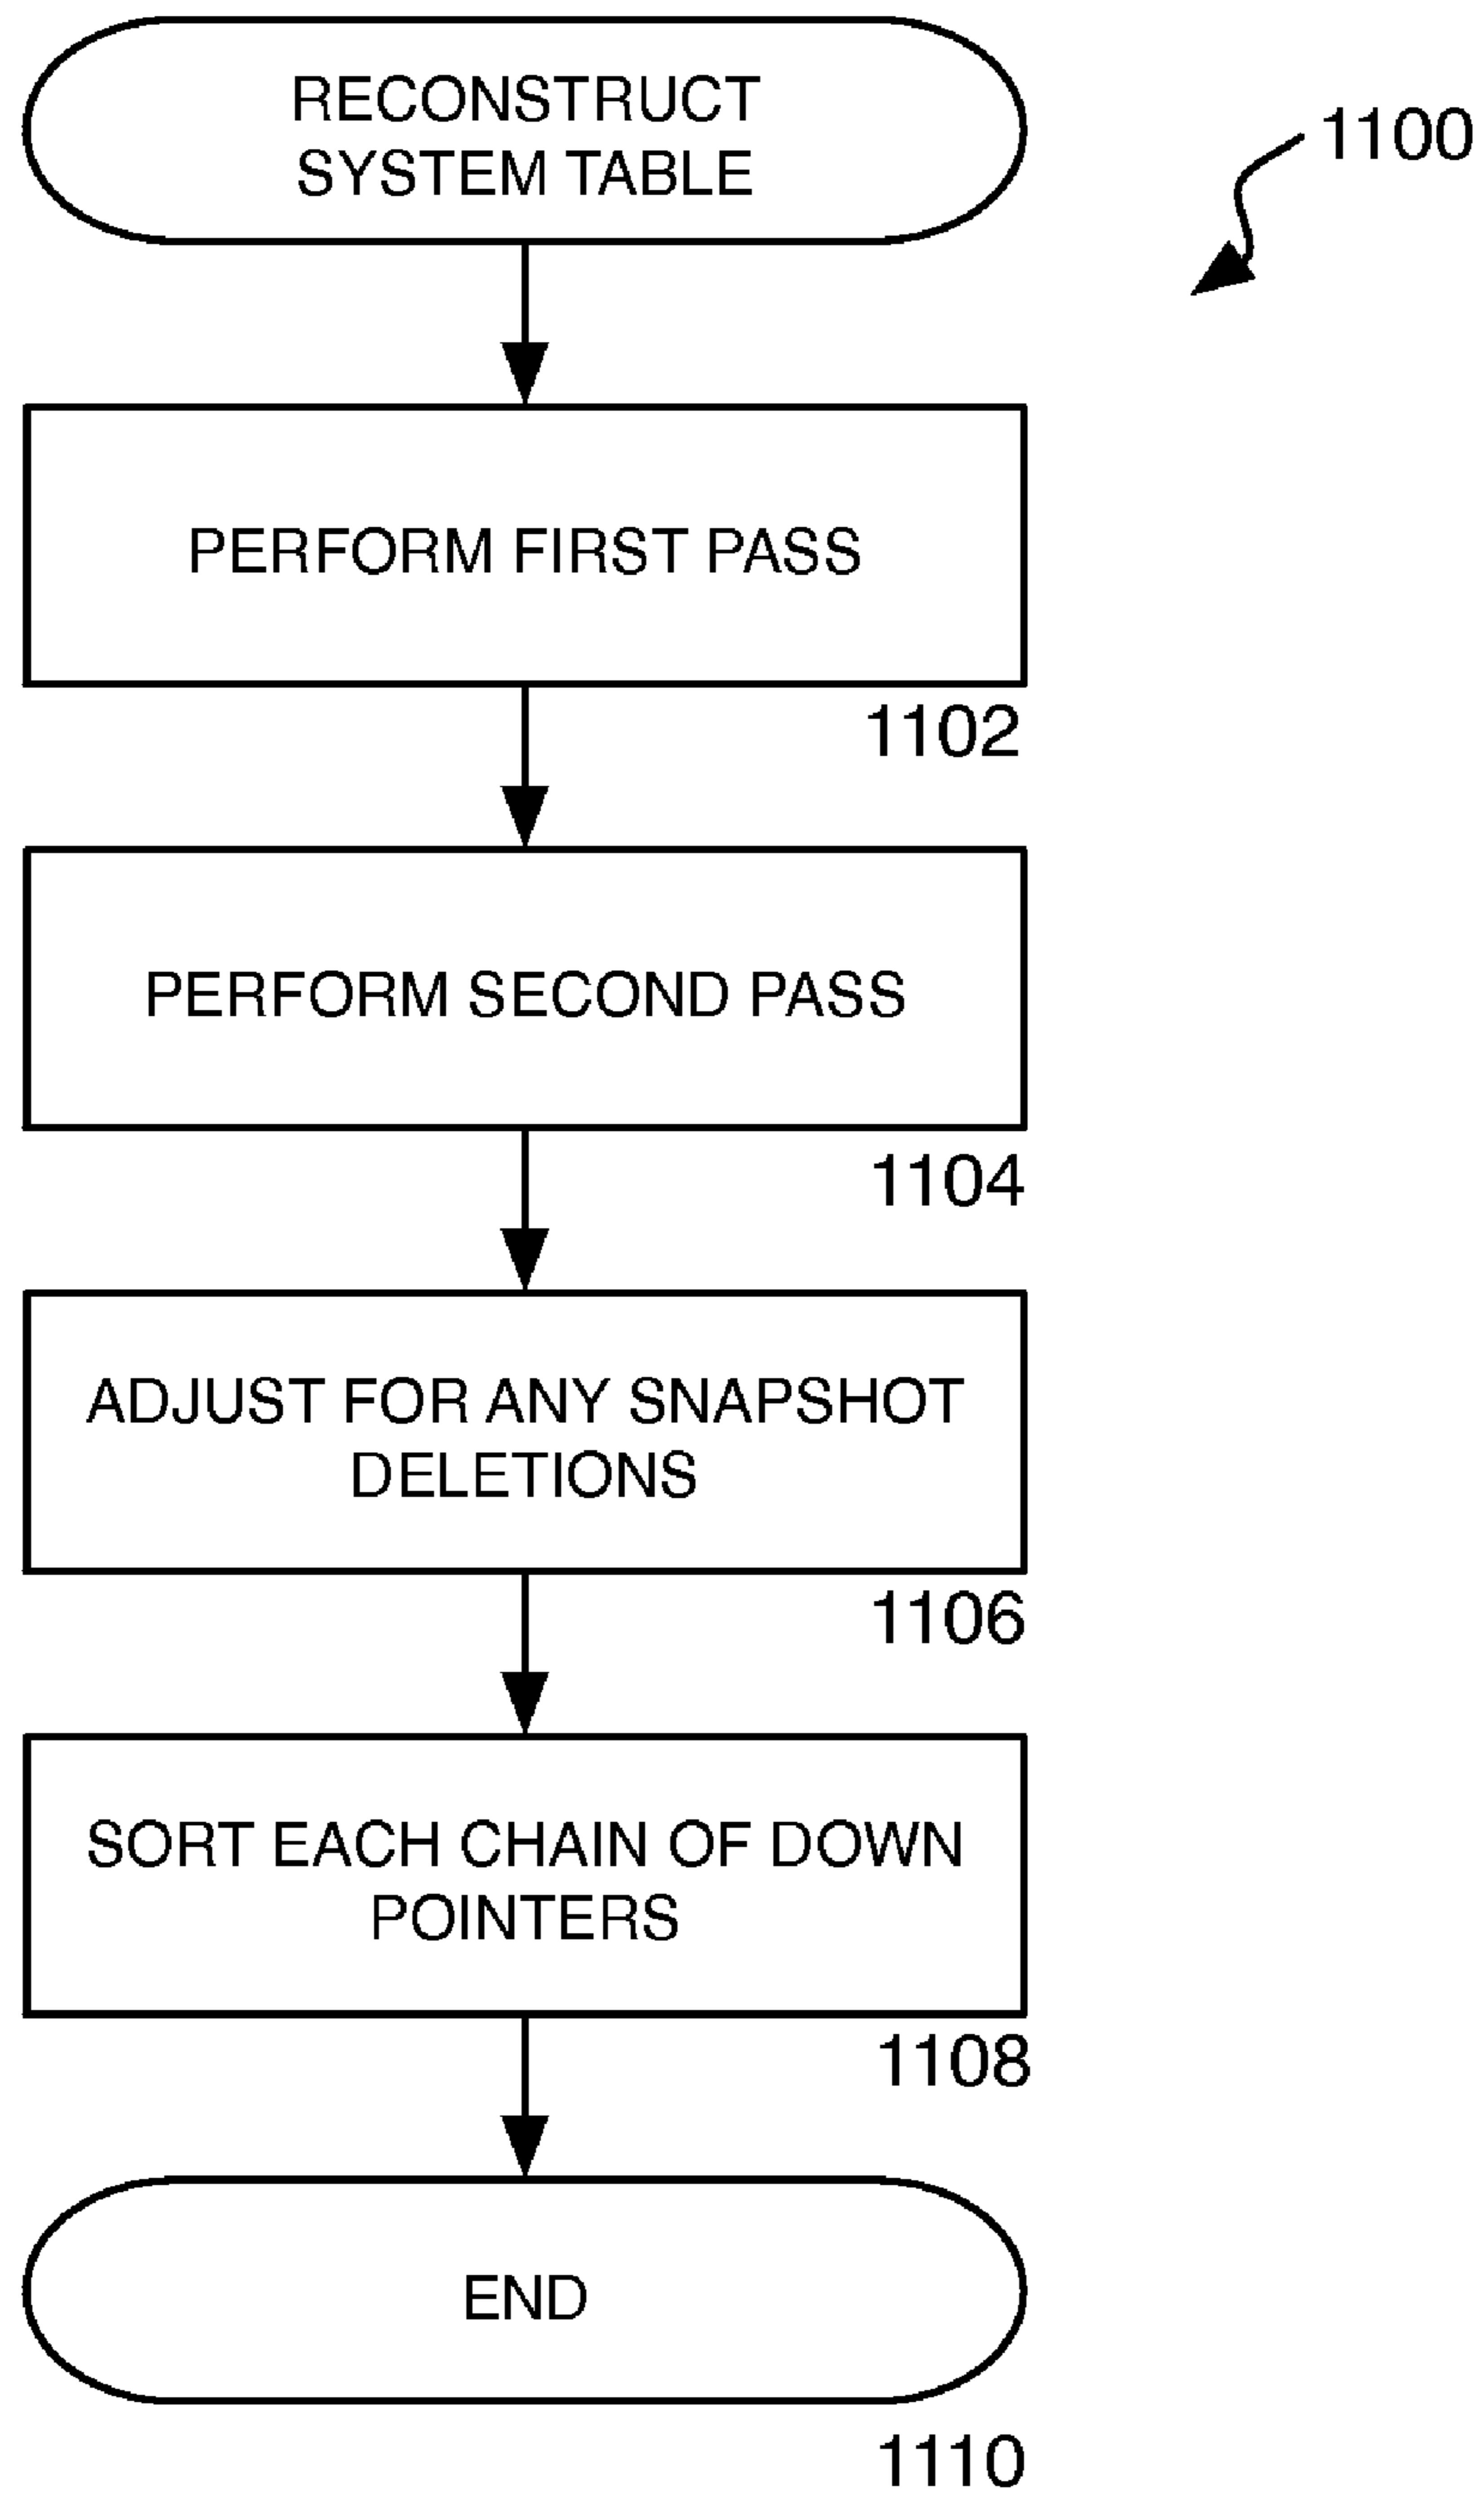 RECONSTRUCT
SYSTEM TABLE
1100
PERFORM FIRST PASS
1102
PERFORM SECOND PASS
1104
ADJUST FOR ANY SNAPSHOT
DELETIONS
1106
SORT EACH CHAIN OF DOWN
POINTERS
1108
END
1110